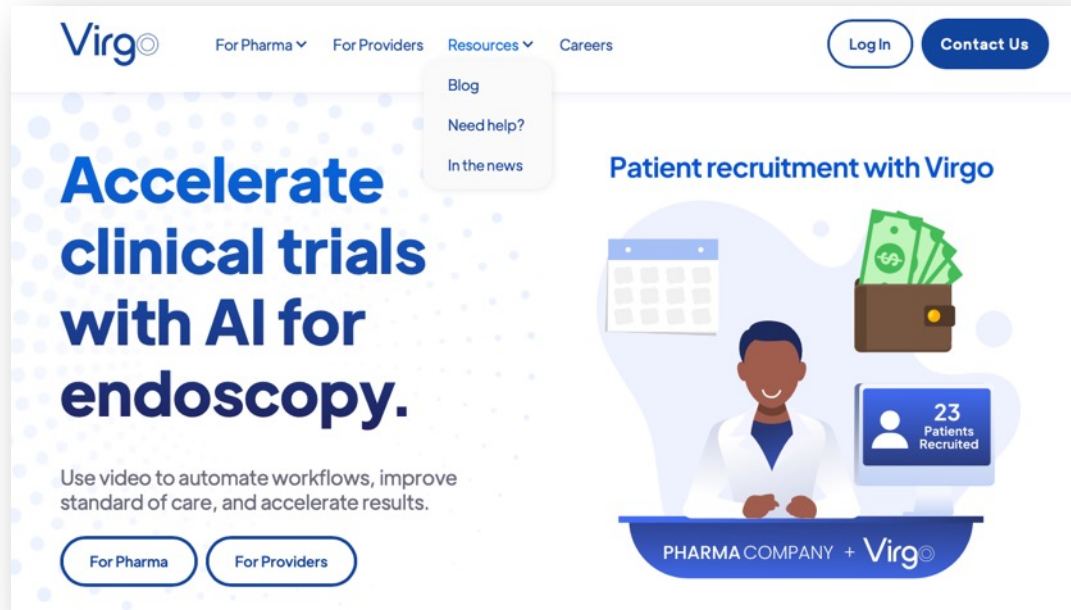 Virgo
For Pharma
For Providers
Resources
Careers
Log In
Contact Us
Blog
Need help?
In the news
Accelerate
clinical trials
with AI for
endoscopy.
Use video to automate workflows, improve
standard of care, and accelerate results.
For Pharma
For Providers
Patient recruitment with Virgo
$
23
Patients
Recruited
PHARMA COMPANY + Virgo